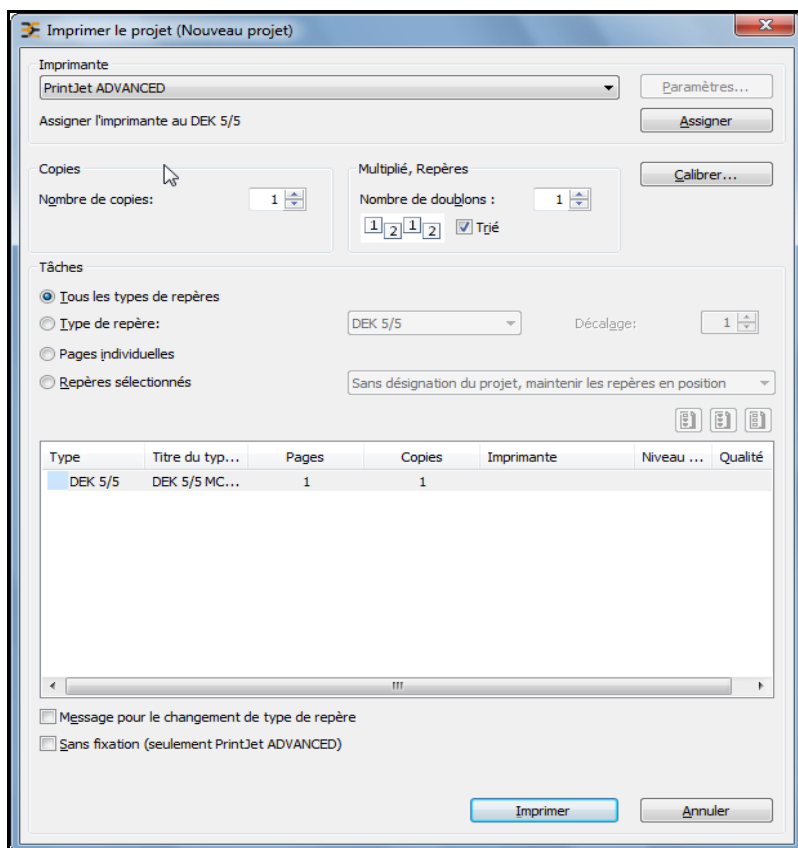 Imprimer le projet (Nouveau projet)
Imprimante
PrintJet ADVANCED
Paramètres...
Assigner l'imprimante au DEK 5/5
Assigner
Copies
Multiplié, Repères
Calibrer...
Nombre de copies: 1
Nombre de doublons : 1
1 2 1 2 Trié
Tâches
Tous les types de repères
Type de repère: DEK 5/5 Décalage: 1
Pages individuelles
Repères sélectionnés Sans désignation du projet, maintenir les repères en position
Type Titre du typ... Pages Copies Imprimante Niveau ... Qualité
DEK 5/5 DEK 5/5 MC... 1 1
Message pour le changement de type de repère
Sans fixation (seulement PrintJet ADVANCED)
Imprimer Annuler